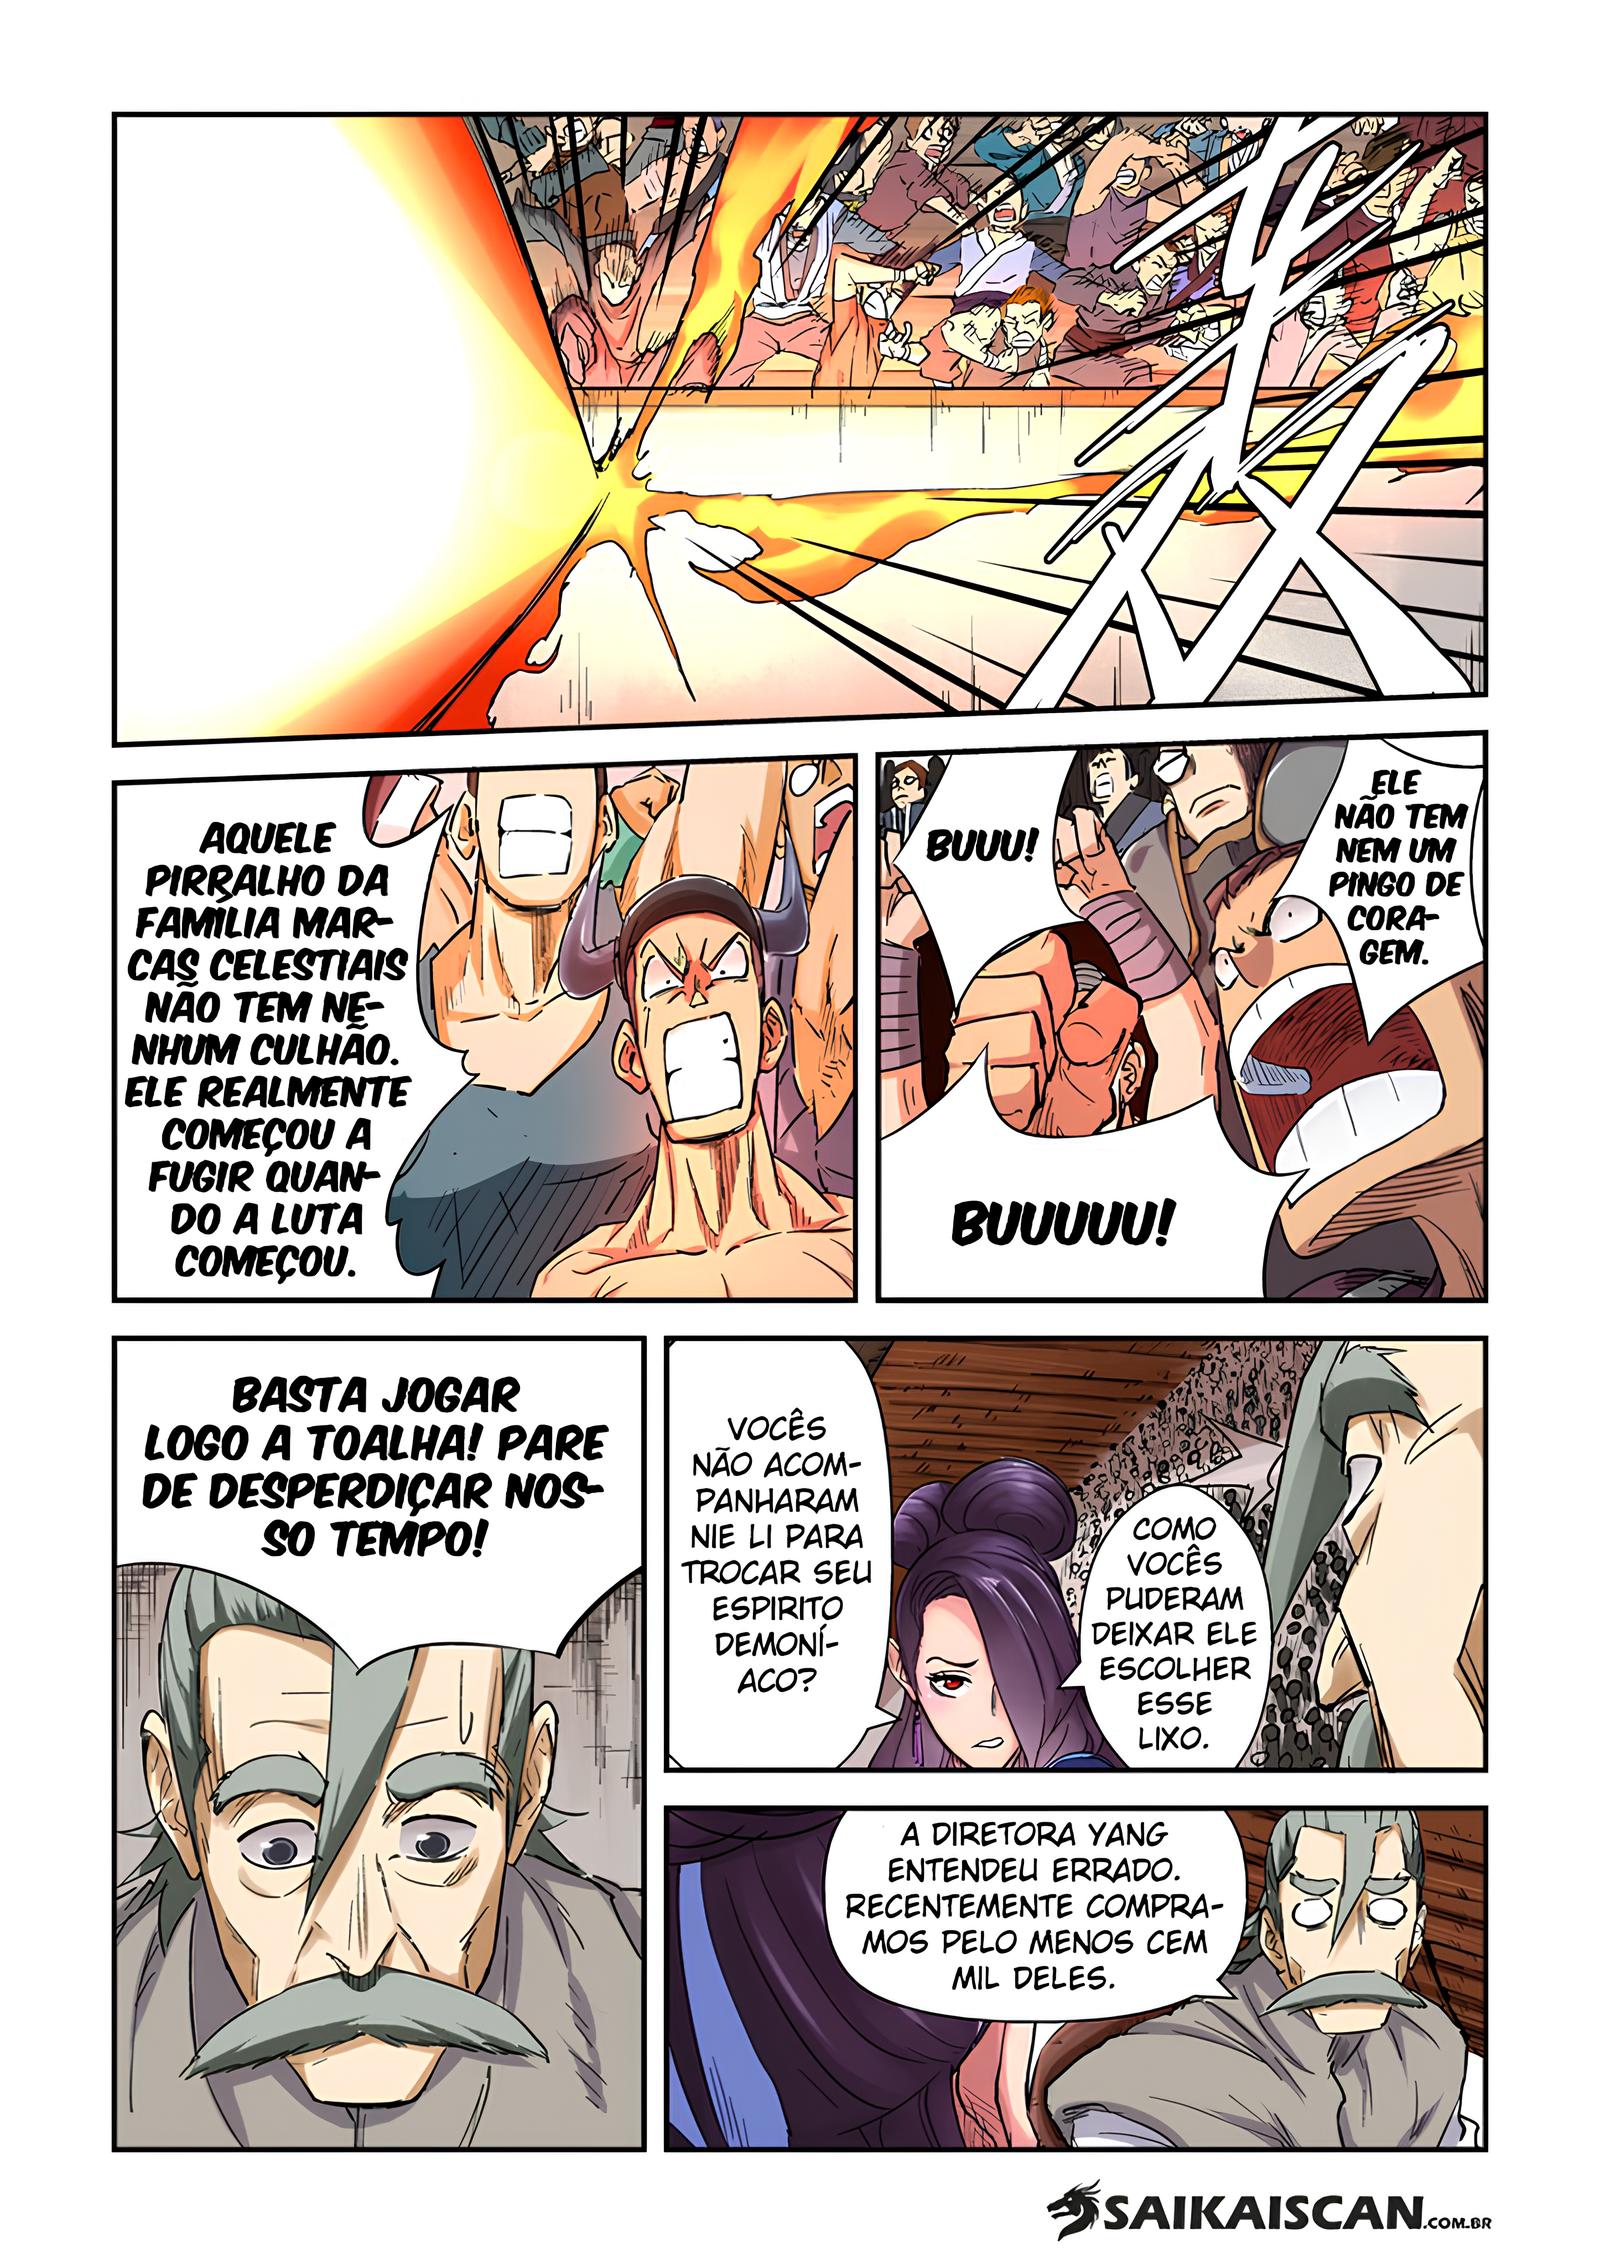 AQUELE
PIRRALHO DA
FAMÍLIA MAR-
CAS CELESTIAIS
NÃO TEM NE-
NHUM CULHÃO.
ELE REALMENTE
COMEÇOU A
FUGIR QUAN-
DO A LUTA
COMEÇOU.
BUUU!
ELE
NÃO TEM
NEM UM
PINGO DE
CORA-
GEM.
BUUUUU!
BASTA JOGAR
LOGO A TOALHA! PARE
DE DESPERDIÇAR NOS-
SO TEMPO!
VOCÊS
NÃO ACOM-
PANHARAM
NIE LI PARA
TROCAR SEU
ESPIRITO
DEMONÍ-
ACO?
COMO
VOCÊS
PUDERAM
DEIXAR ELE
ESCOLHER
ESSE
LIXO.
A DIRETORA YANG
ENTENDEU ERRADO.
RECENTEMENTE COMPRA-
MOS PELO MENOS CEM
MIL DELES.
SAIKAISCAN.COM.BR